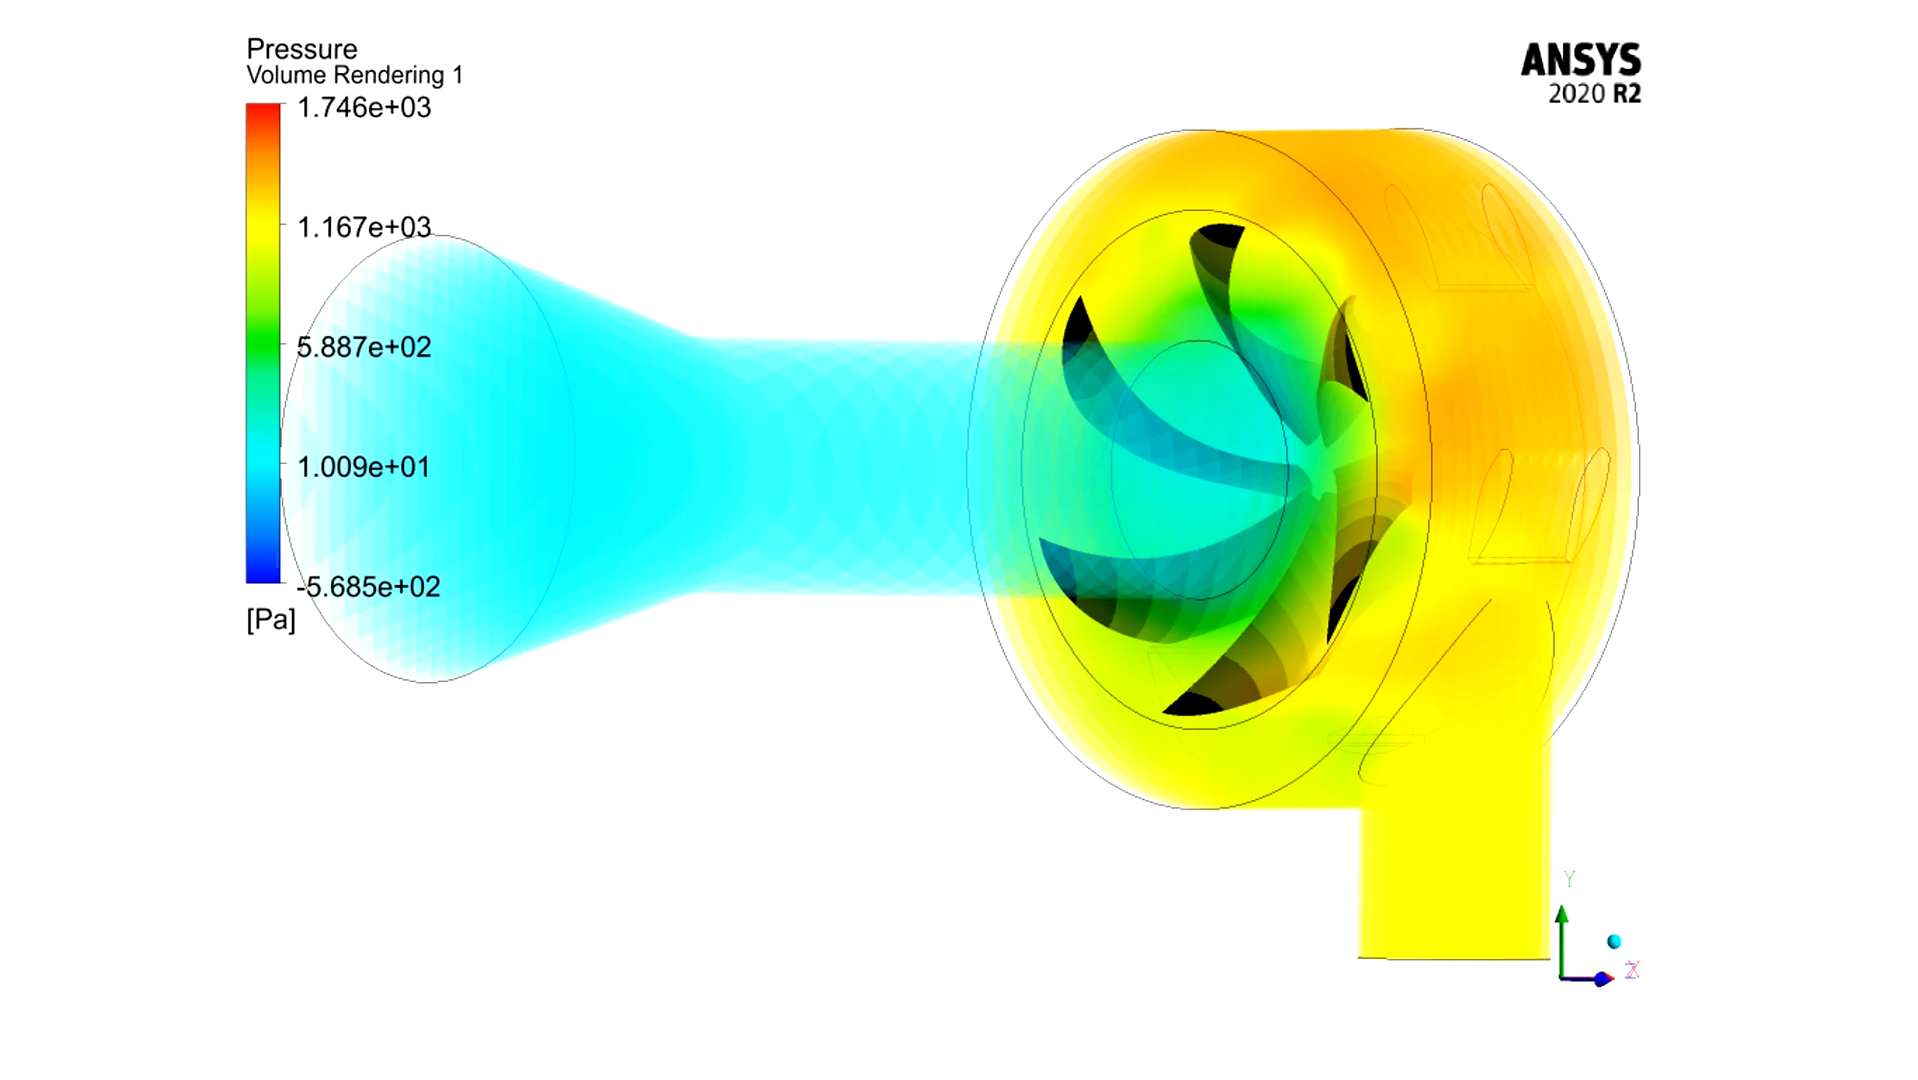 Pressure
Volume Rendering 1
1.746e+03
1.167e+03
5.887e+02
1.009e+01
-5.685e+02
[Pa]
ANSYS
2020 R2
Y